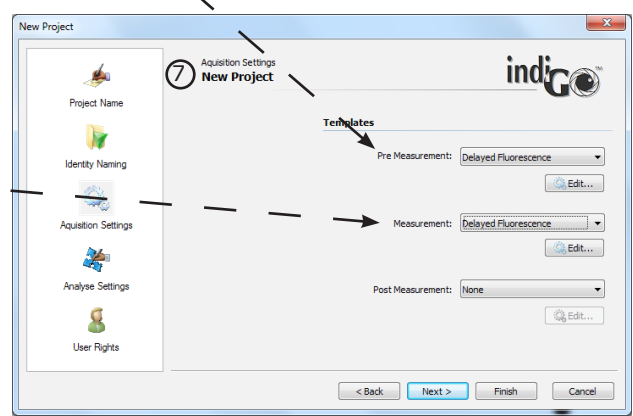 New Project
Project Name
Identity Naming
Aquisition Settings
Analyse Settings
User Rights
7
Aquisition Settings
New Project
indiGo™
Templates
Pre Measurement: Delayed Fluorescence
Edit...
Measurement: Delayed Fluorescence
Edit...
Post Measurement: None
Edit...
< Back Next > Finish Cancel